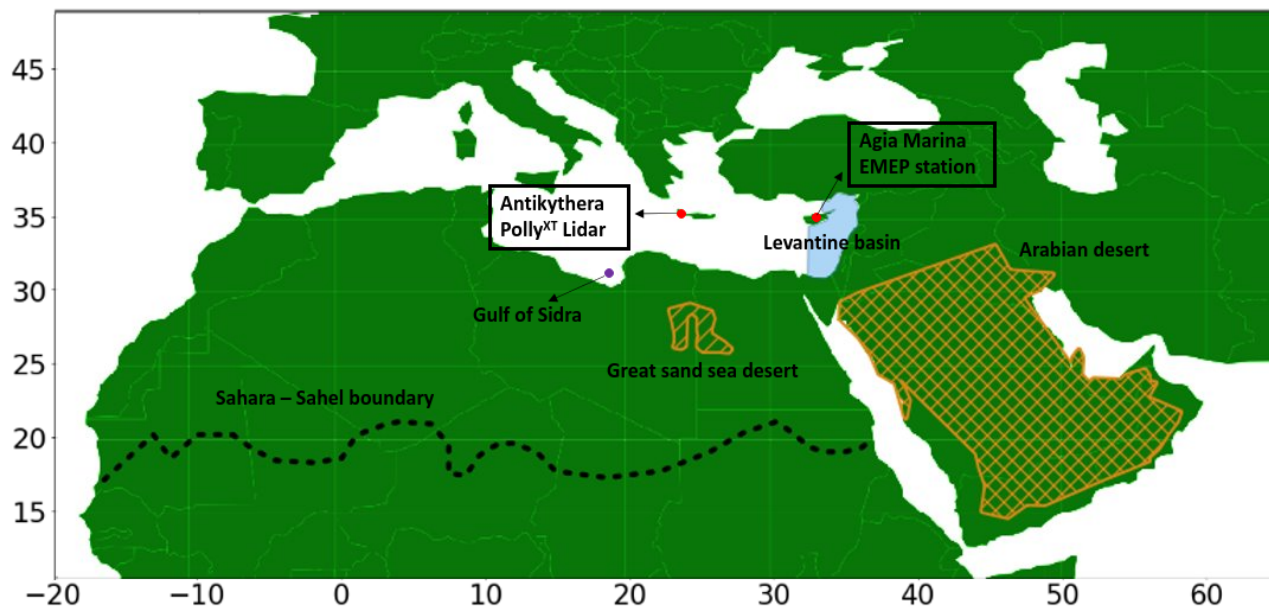 45
40
35
30
25
20
15
Agia Marina
EMEP station
Antikythera
Polly^XT Lidar
Levantine basin
Arabian desert
Gulf of Sidra
Great sand sea desert
Sahara – Sahel boundary
−20
−10
0
10
20
30
40
50
60